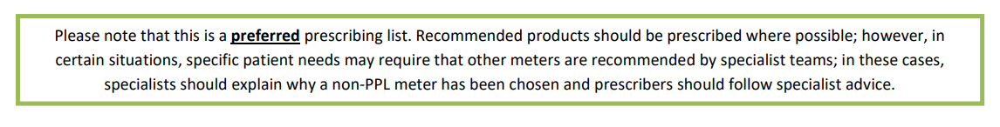 Please note that this is a preferred prescribing list. Recommended products should be prescribed where possible; however, in
certain situations, specific patient needs may require that other meters are recommended by specialist teams; in these cases,
specialists should explain why a non-PPL meter has been chosen and prescribers should follow specialist advice.